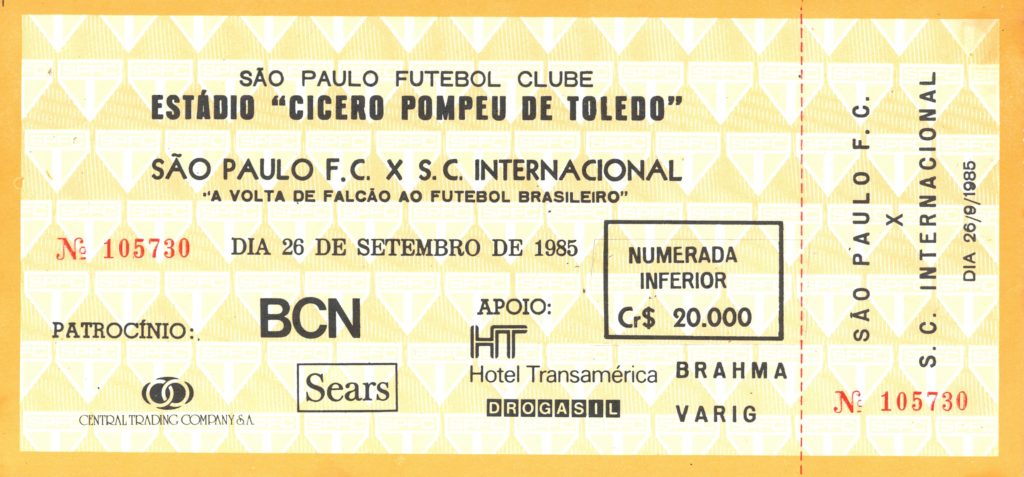 SÃO PAULO FUTEBOL CLUBE
ESTÁDIO "CICERO POMPEU DE TOLEDO"
SÃO PAULO F.C. X S.C. INTERNACIONAL
"A VOLTA DE FALCÃO AO FUTEBOL BRASILEIRO"
Nº 105730
DIA 26 DE SETEMBRO DE 1985
NUMERADA
INFERIOR
Cr$ 20.000
PATROCÍNIO:
BCN
CENTRAL TRADING COMPANY S.A.
Sears
APOIO:
HT
Hotel Transamérica
DROGASIL
BRAHMA
VARIG
SÃO PAULO F.C.
X
S.C. INTERNACIONAL
DIA 26/9/1985
Nº 105730